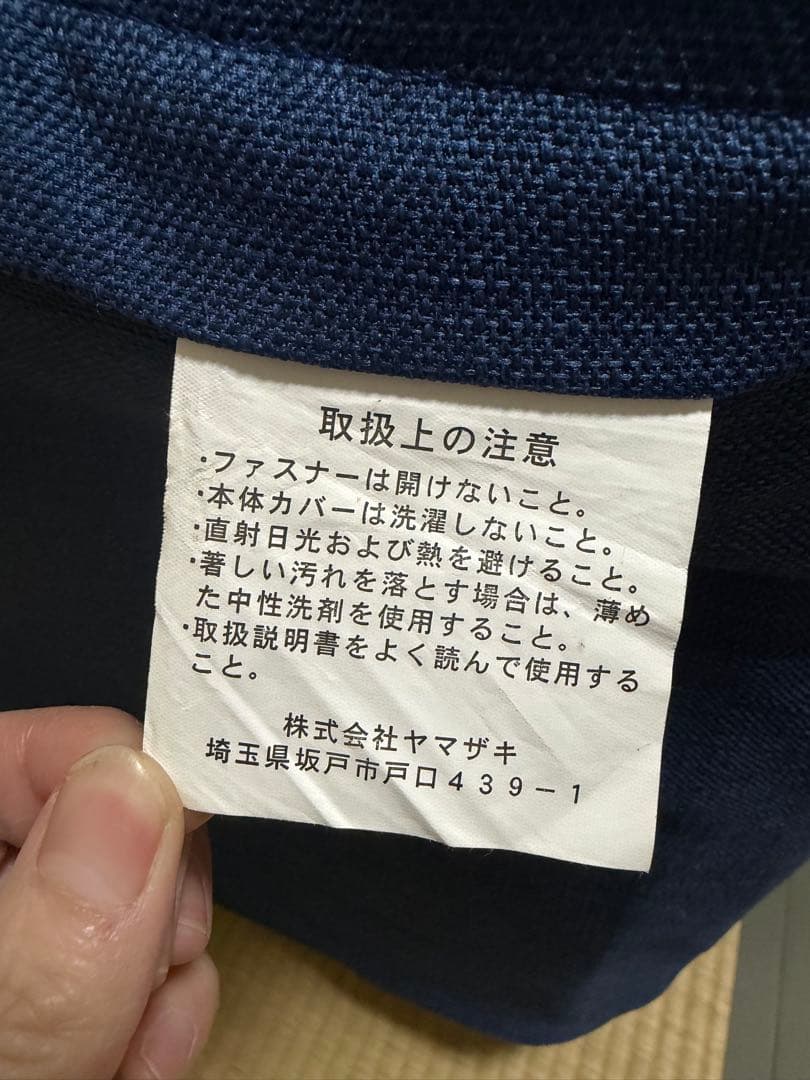 取扱上の注意
・ファスナーは開けないこと。
・本体カバーは洗濯しないこと。
・直射日光および熱を避けること。
・著しい汚れを落とす場合は、薄め
た中性洗剤を使用すること。
・取扱説明書をよく読んで使用する
こと。
株式会社ヤマザキ
埼玉県坂戸市戸口４３９－１